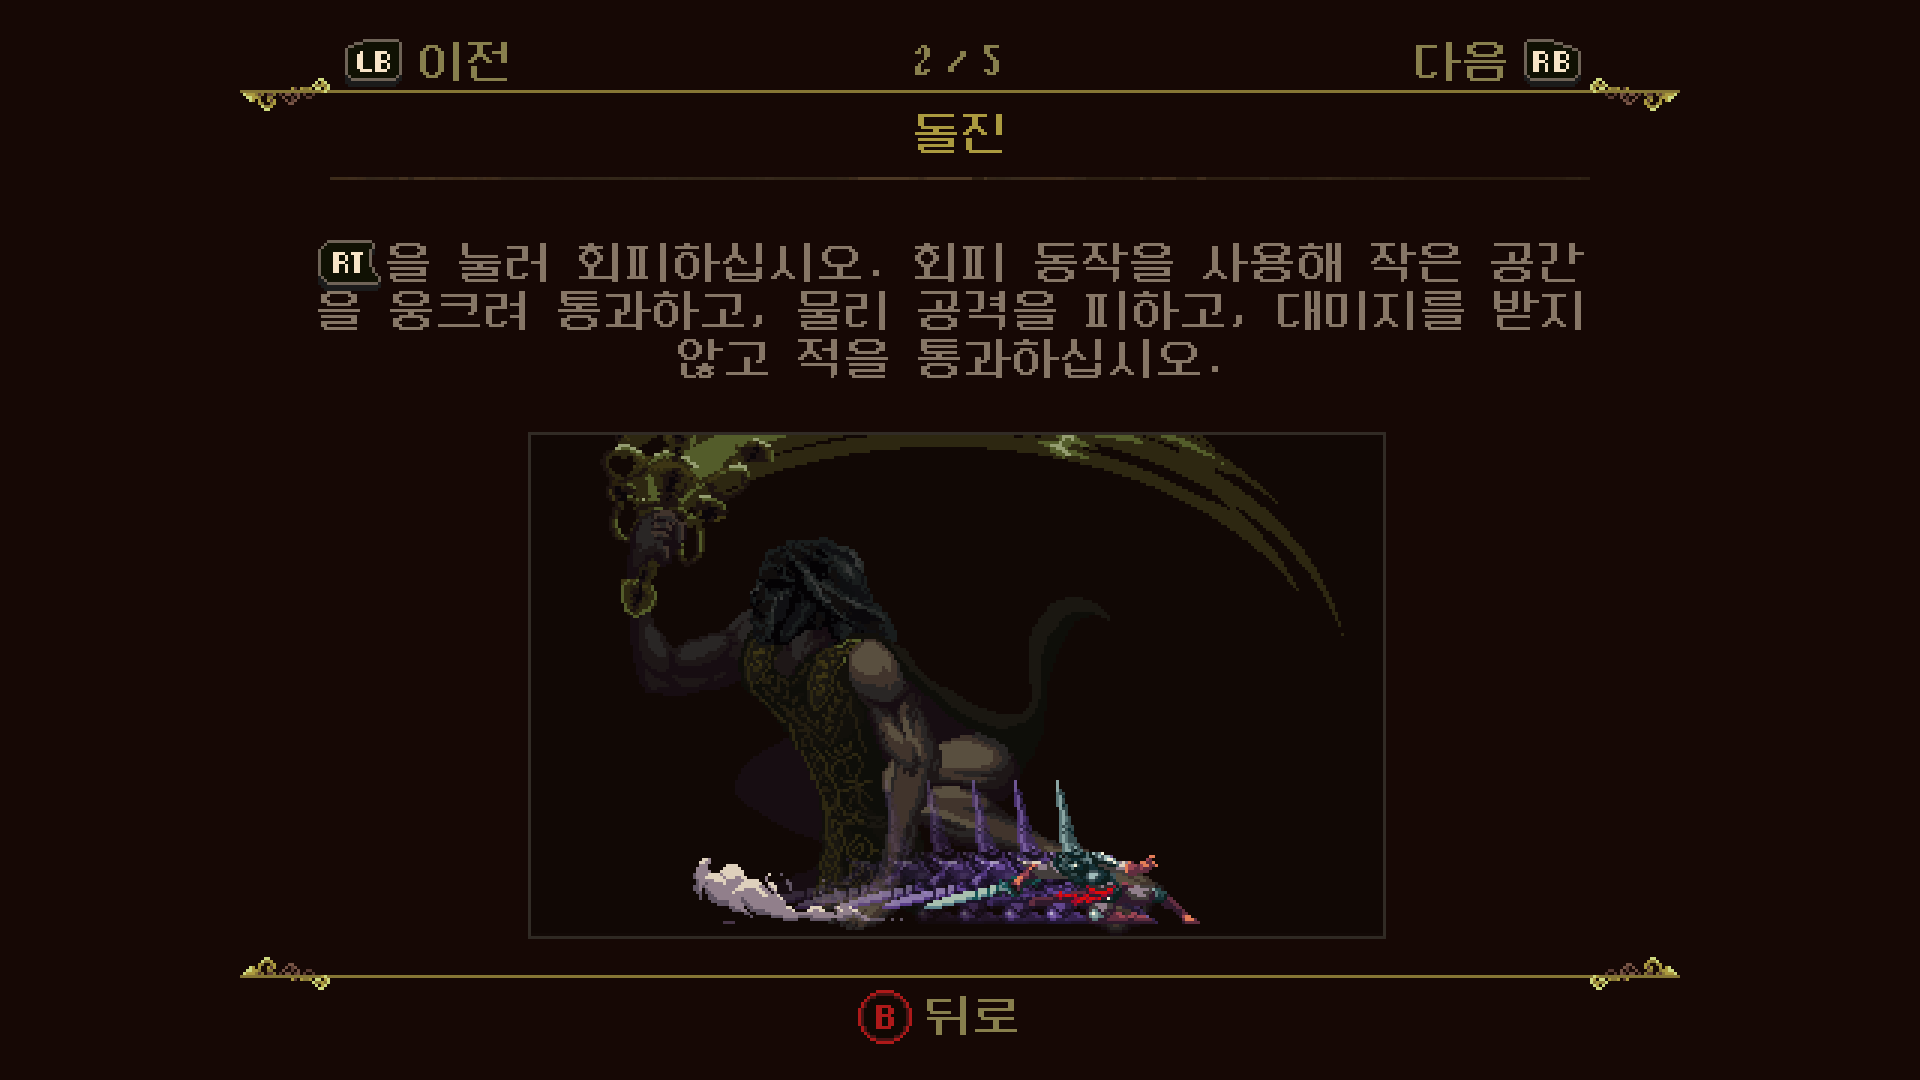 LB 이전 2 / 5 다음 RB
돌진
RT을 눌러 회피하십시오. 회피 동작을 사용해 작은 공간
을 웅크려 통과하고, 물리 공격을 피하고, 대미지를 받지
않고 적을 통과하십시오.
B 뒤로